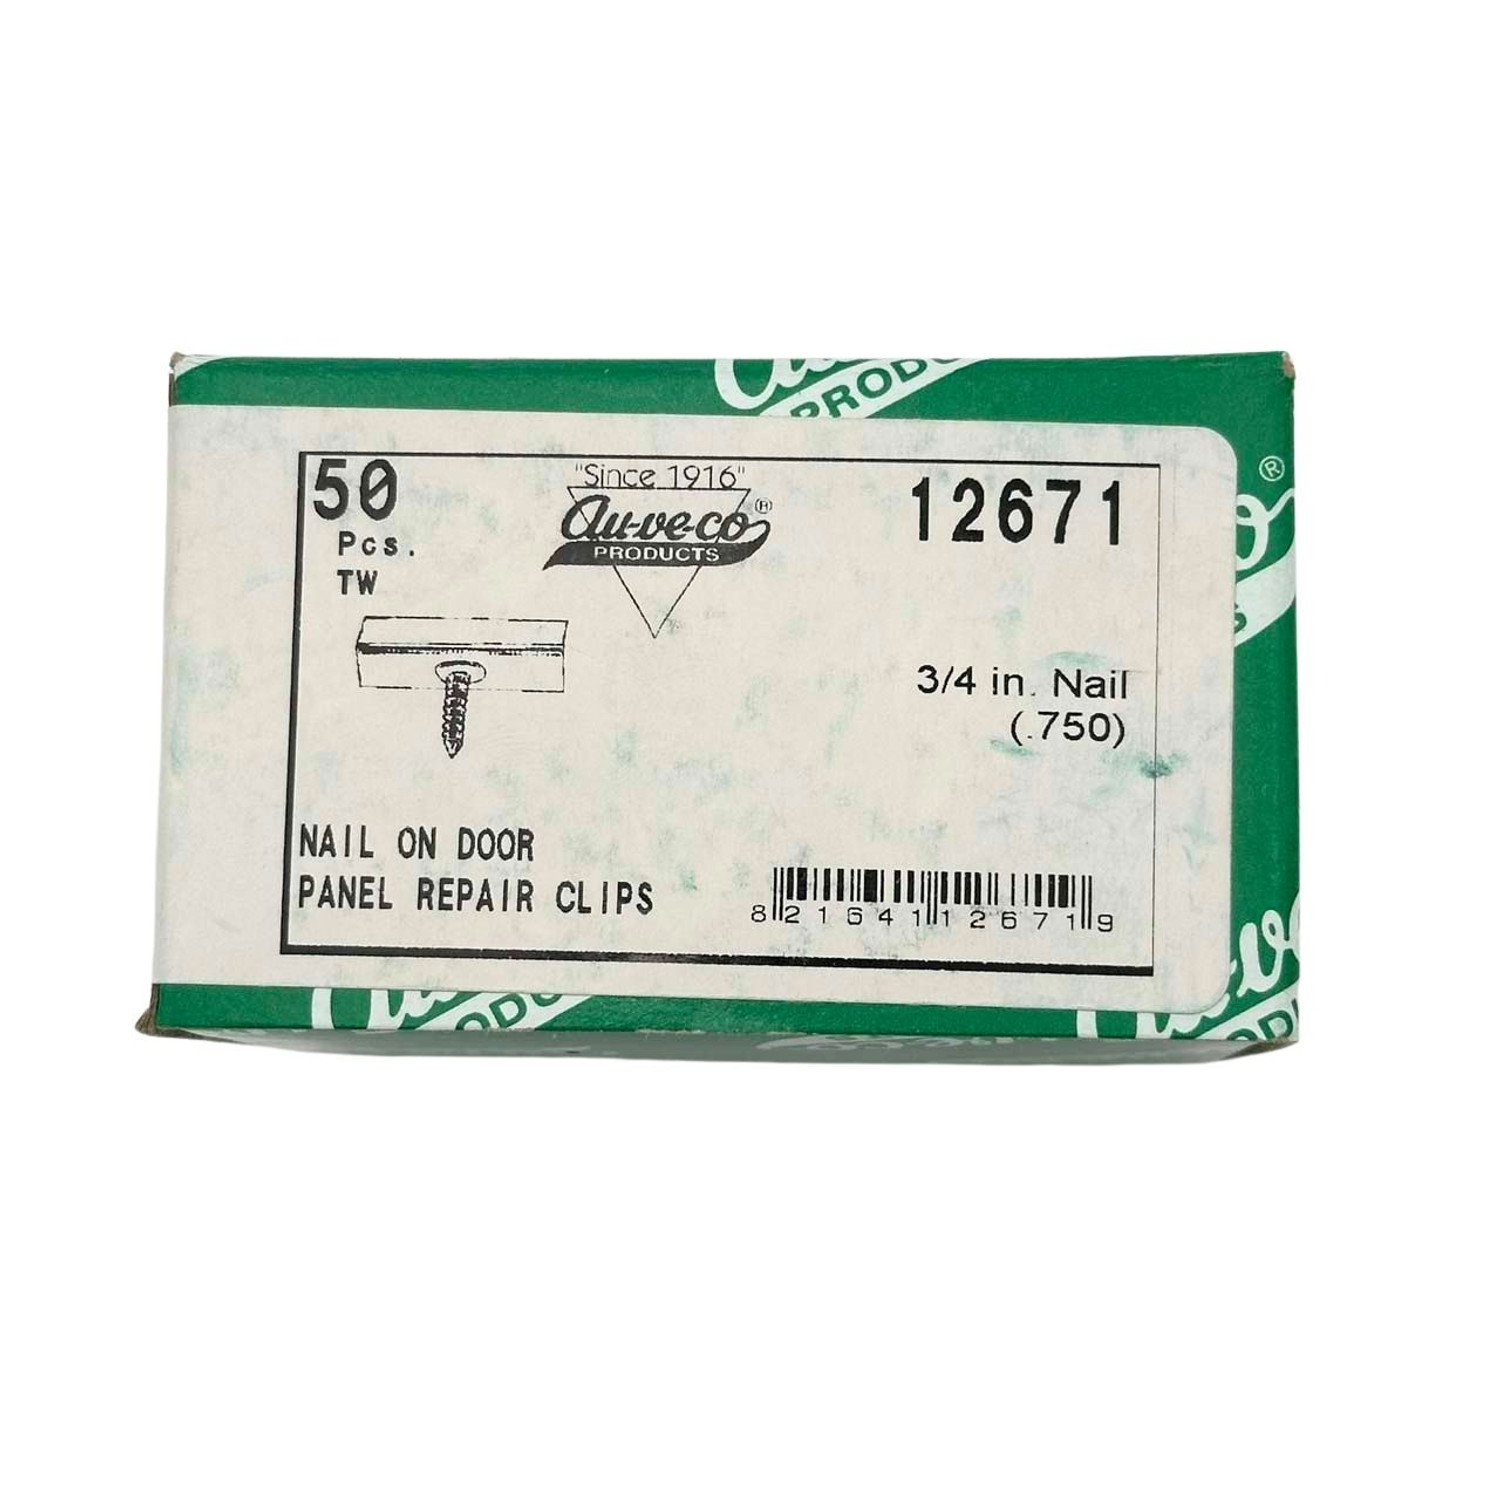 PRODU
®
50
Pcs.
TW
"Since 1916"
Au-ve-co®
PRODUCTS
12671
3/4 in. Nail
(.750)
NAIL ON DOOR
PANEL REPAIR CLIPS
8 21641 12671 9